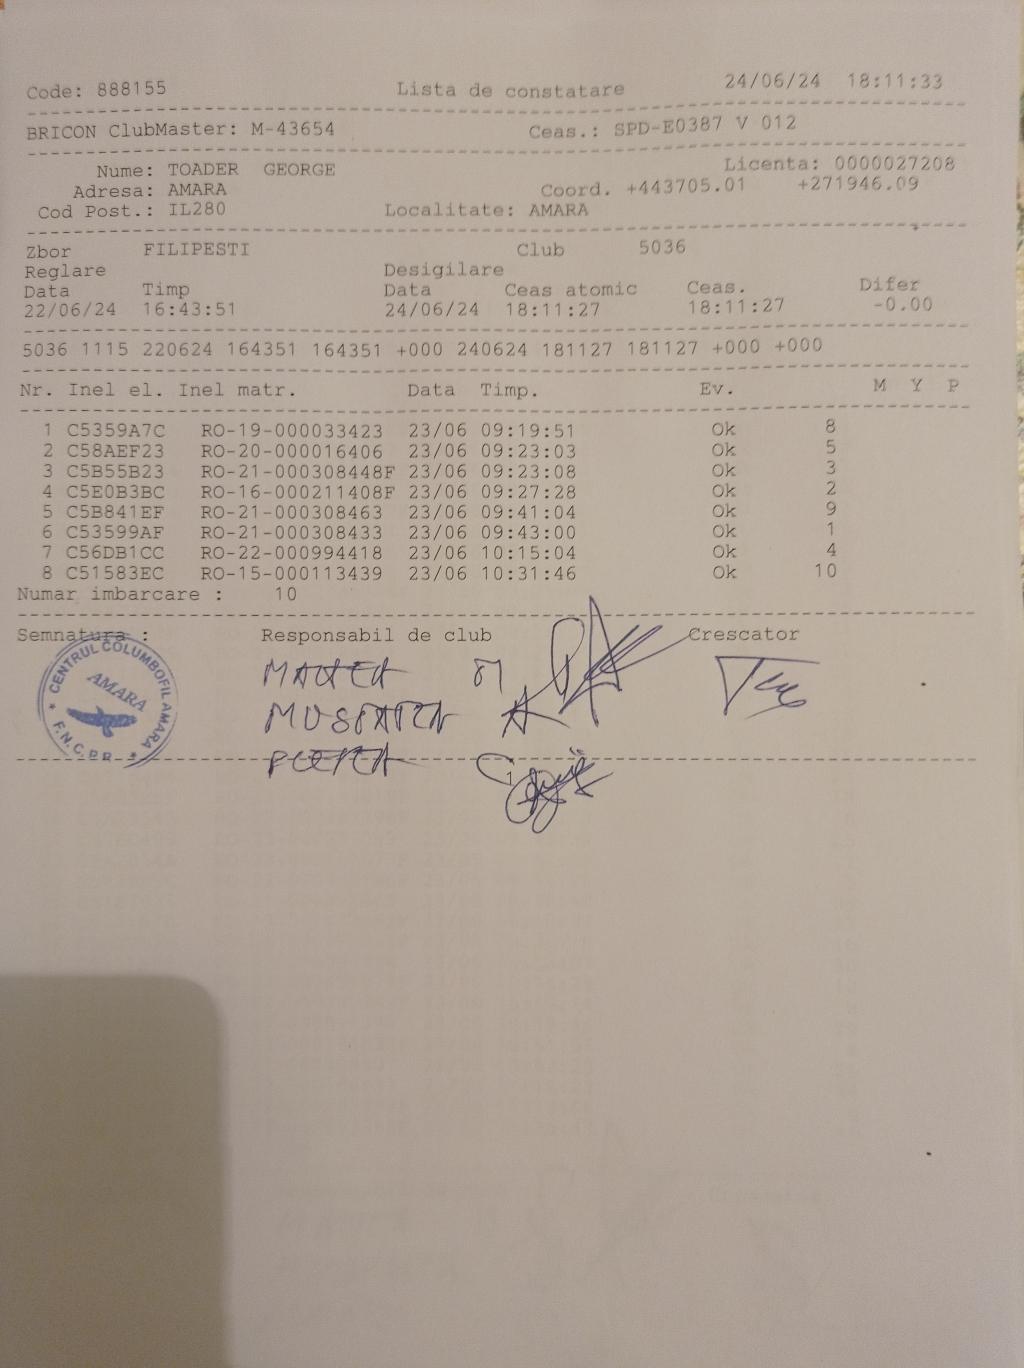 Code: 888155 Lista de constatare 24/06/24 18:11:33
BRICON ClubMaster: M-43654 Ceas.: SPD-E0387 V 012
Nume: TOADER GEORGE Licenta: 0000027208
Adresa: AMARA Coord. +443705.01 +271946.09
Cod Post.: IL280 Localitate: AMARA
Zbor FILIPESTI Club 5036
Reglare Desigilare
Data Timp Data Ceas atomic Ceas. Difer
22/06/24 16:43:51 24/06/24 18:11:27 18:11:27 -0.00
5036 1115 220624 164351 164351 +000 240624 181127 181127 +000 +000
Nr. Inel el. Inel matr. Data Timp. Ev. M Y P
1 C5359A7C RO-19-000033423 23/06 09:19:51 Ok 8
2 C58AEF23 RO-20-000016406 23/06 09:23:03 Ok 5
3 C5B55B23 RO-21-000308448F 23/06 09:23:08 Ok 3
4 C5E0B3BC RO-16-000211408F 23/06 09:27:28 Ok 2
5 C5B841EF RO-21-000308463 23/06 09:41:04 Ok 9
6 C53599AF RO-21-000308433 23/06 09:43:00 Ok 1
7 C56DB1CC RO-22-000994418 23/06 10:15:04 Ok 4
8 C51583EC RO-15-000113439 23/06 10:31:46 Ok 10
Numar imbarcare : 10
Semnatura : Responsabil de club Crescator
CENTRUL COLUMBOFIL AMARA
AMARA
F.N.C.P.R.